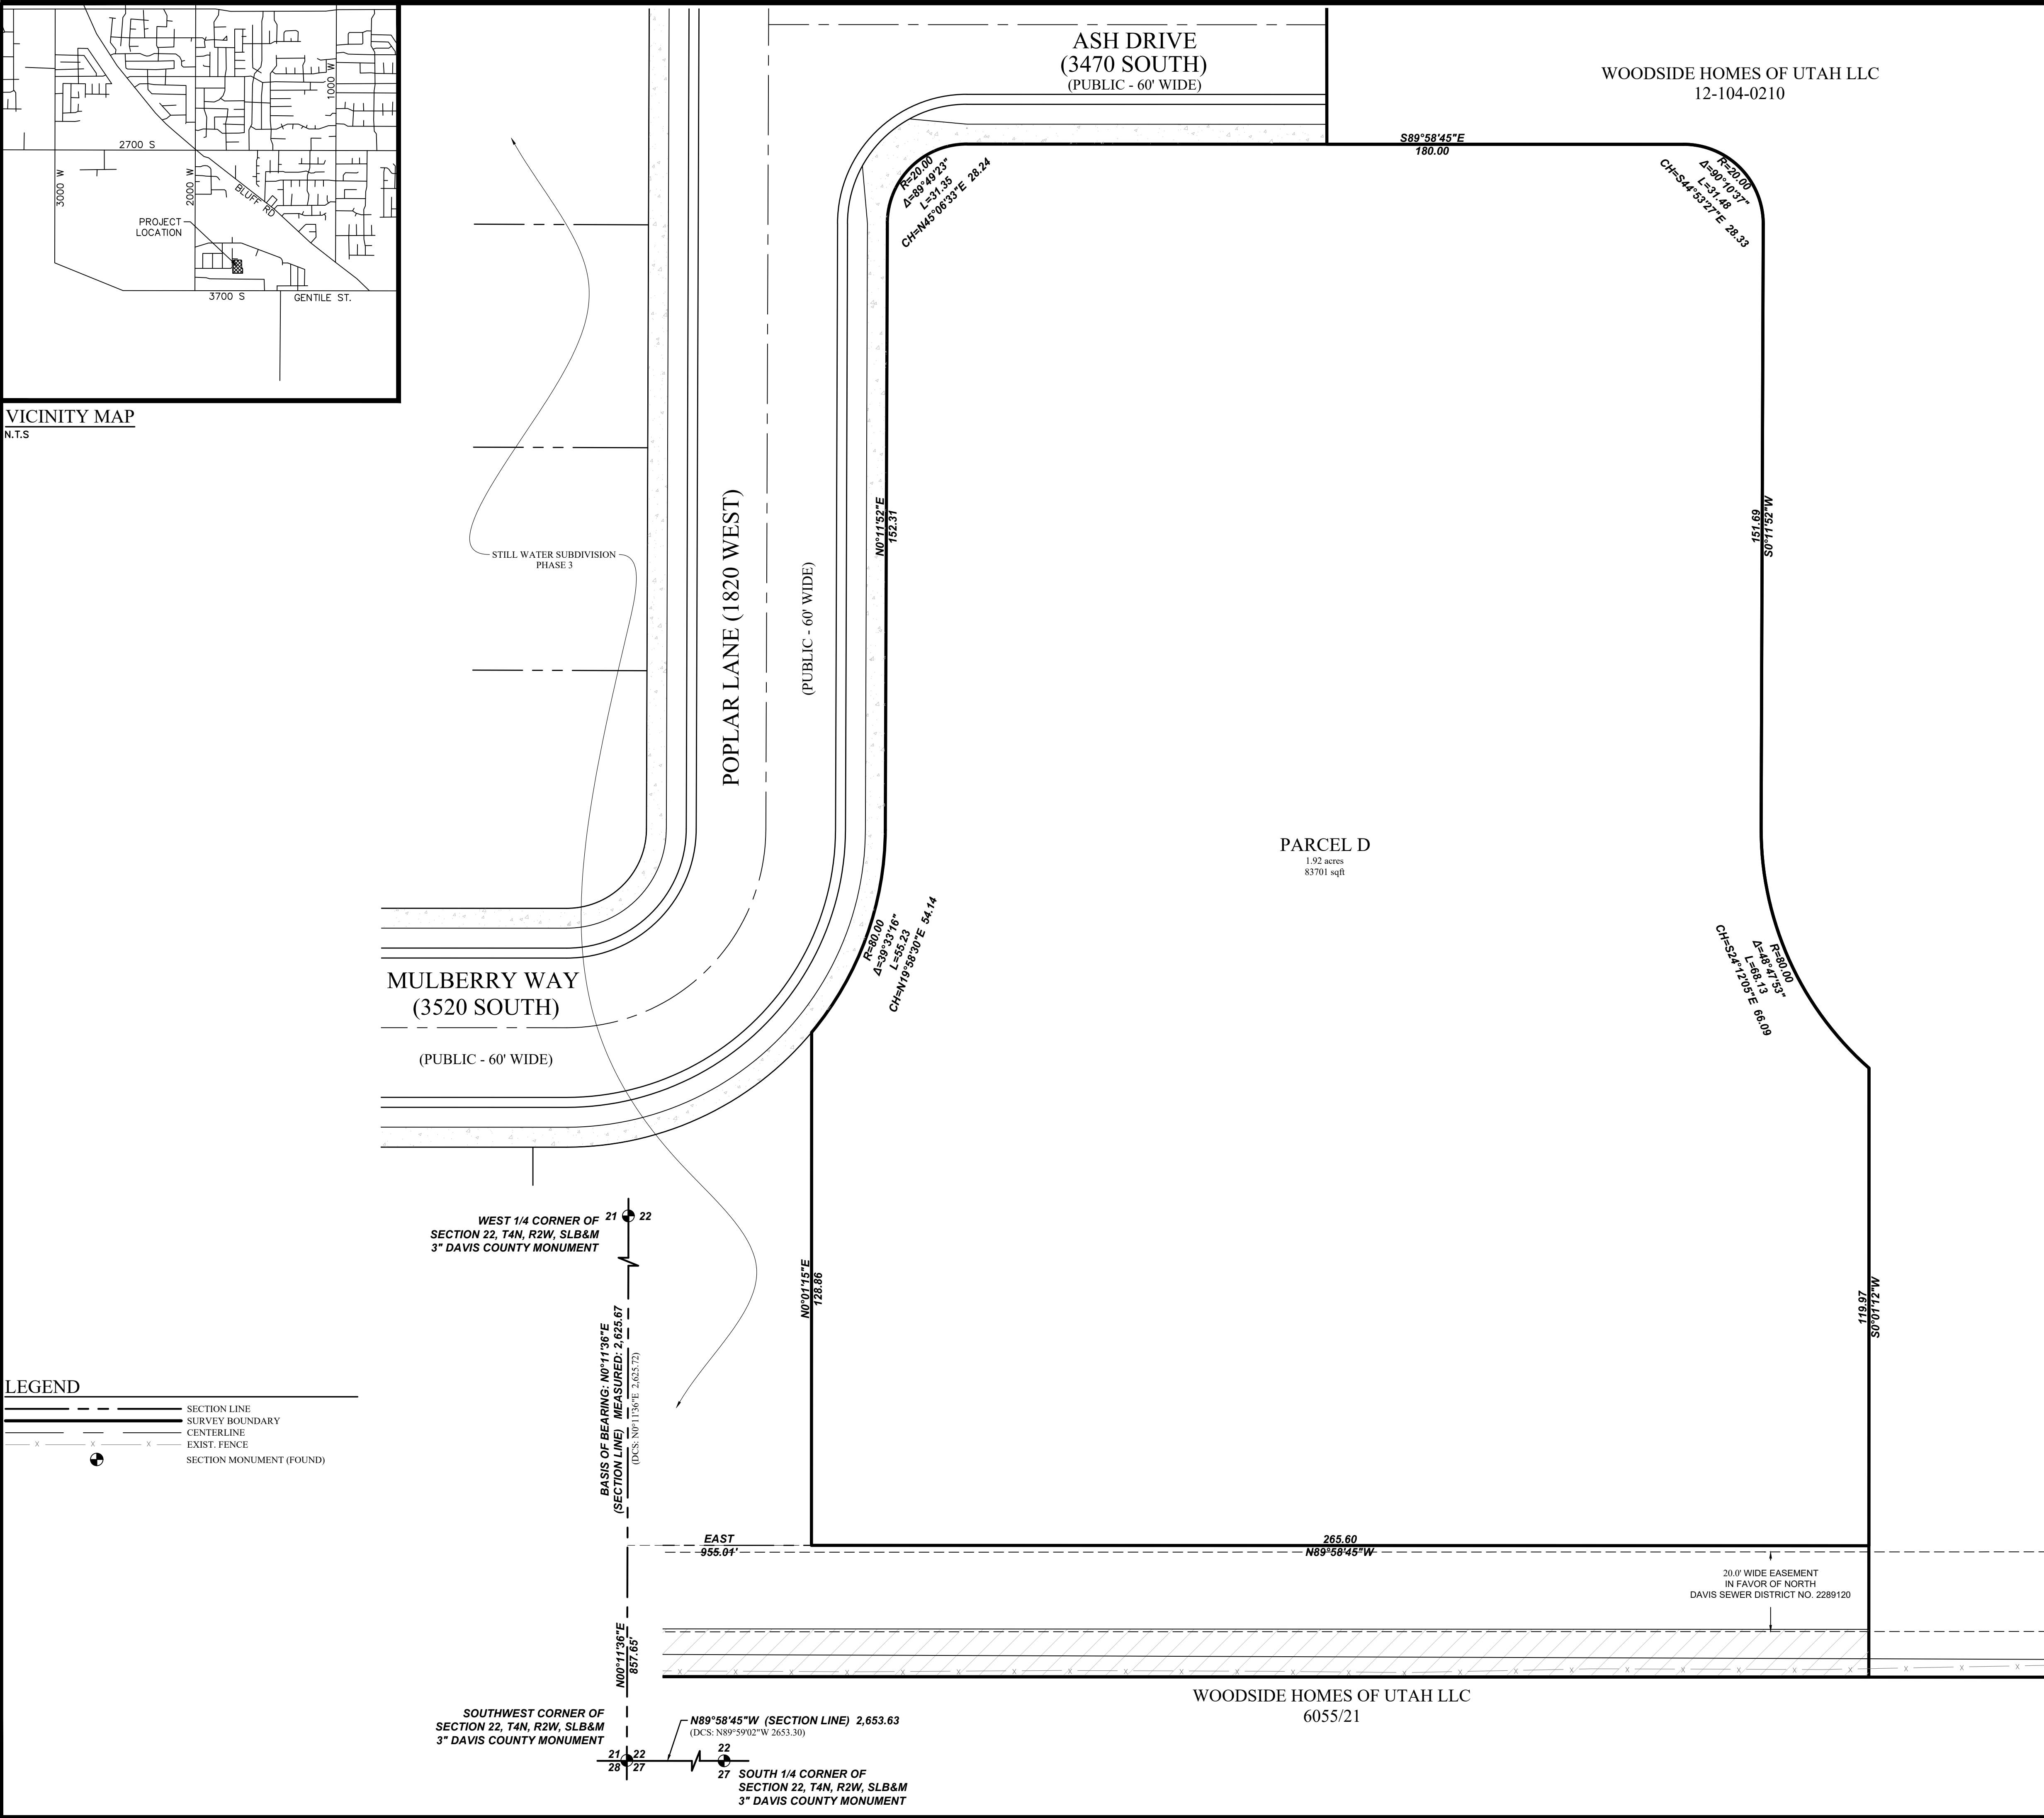 2700 S
3000 W
2000 W
1000 W
BLUFF RD
PROJECT
LOCATION
3700 S
GENTILE ST.
VICINITY MAP
N.T.S
ASH DRIVE
(3470 SOUTH)
(PUBLIC - 60' WIDE)
WOODSIDE HOMES OF UTAH LLC
12-104-0210
S89°58'45"E
180.00
R=20.00
Δ=89°49'23"
L=31.35
CH=N45°06'33"E 28.24
R=20.00
Δ=90°10'37"
L=31.48
CH=S44°53'27"E 28.33
N0°11'52"E
152.31
151.69
S0°11'52"W
STILL WATER SUBDIVISION
PHASE 3
POPLAR LANE (1820 WEST)
(PUBLIC - 60' WIDE)
PARCEL D
1.92 acres
83701 sqft
R=80.00
Δ=39°33'16"
L=55.23
CH=N19°58'30"E 54.14
R=80.00
Δ=48°47'53"
L=68.13
CH=S24°12'05"E 66.09
MULBERRY WAY
(3520 SOUTH)
(PUBLIC - 60' WIDE)
WEST 1/4 CORNER OF
SECTION 22, T4N, R2W, SLB&M
3" DAVIS COUNTY MONUMENT
21 22
N0°01'15"E
128.86
119.97
S0°01'12"W
BASIS OF BEARING: N0°11'36"E
(SECTION LINE) MEASURED: 2,625.67
(DCS: N0°11'36"E 2,625.72)
LEGEND
SECTION LINE
SURVEY BOUNDARY
CENTERLINE
X X X EXIST. FENCE
SECTION MONUMENT (FOUND)
EAST
955.01'
265.60
N89°58'45"W
20.0' WIDE EASEMENT
IN FAVOR OF NORTH
DAVIS SEWER DISTRICT NO. 2289120
N00°11'36"E
857.65'
X X X X X X X X X X X X X X X X X X X X X X X X X
WOODSIDE HOMES OF UTAH LLC
6055/21
SOUTHWEST CORNER OF
SECTION 22, T4N, R2W, SLB&M
3" DAVIS COUNTY MONUMENT
N89°58'45"W (SECTION LINE) 2,653.63
(DCS: N89°59'02"W 2653.30)
21 22
28 27
22
27
SOUTH 1/4 CORNER OF
SECTION 22, T4N, R2W, SLB&M
3" DAVIS COUNTY MONUMENT